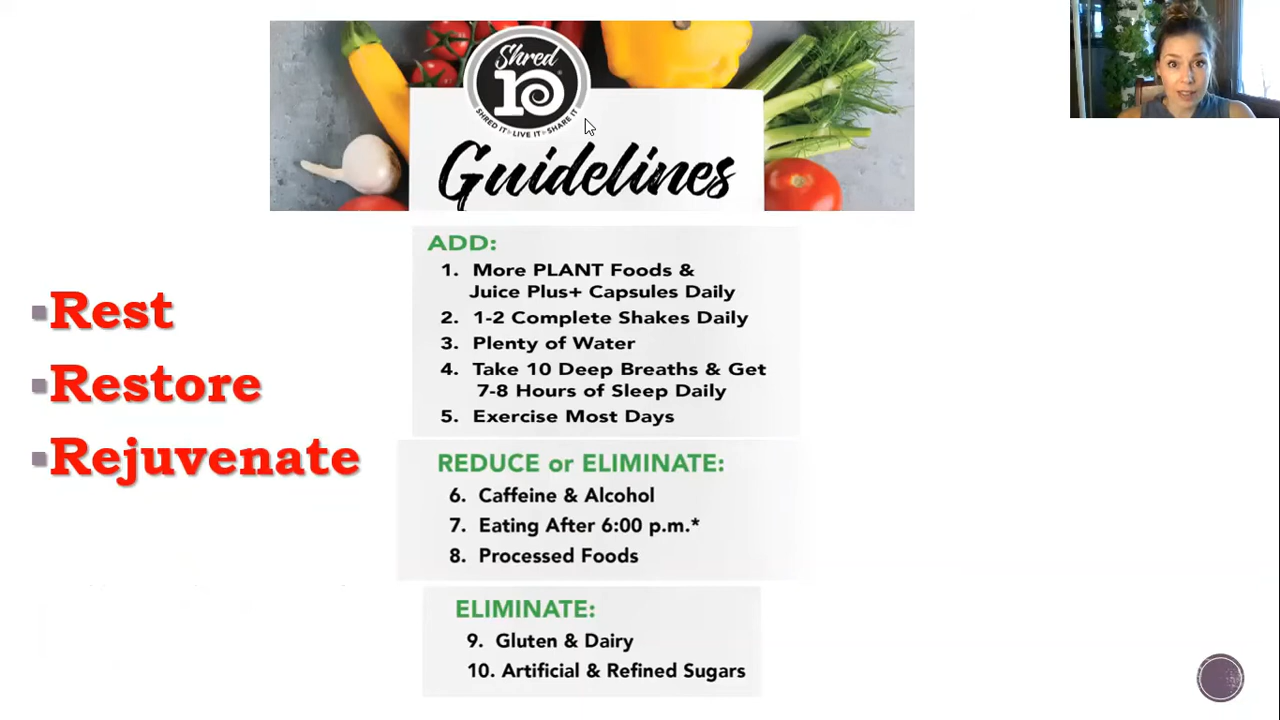 Shred
10
SHRED IT • LIVE IT • SHARE IT
Guidelines
Rest
Restore
Rejuvenate
ADD:
1. More PLANT Foods &
Juice Plus+ Capsules Daily
2. 1-2 Complete Shakes Daily
3. Plenty of Water
4. Take 10 Deep Breaths & Get
7-8 Hours of Sleep Daily
5. Exercise Most Days
REDUCE or ELIMINATE:
6. Caffeine & Alcohol
7. Eating After 6:00 p.m.*
8. Processed Foods
ELIMINATE:
9. Gluten & Dairy
10. Artificial & Refined Sugars